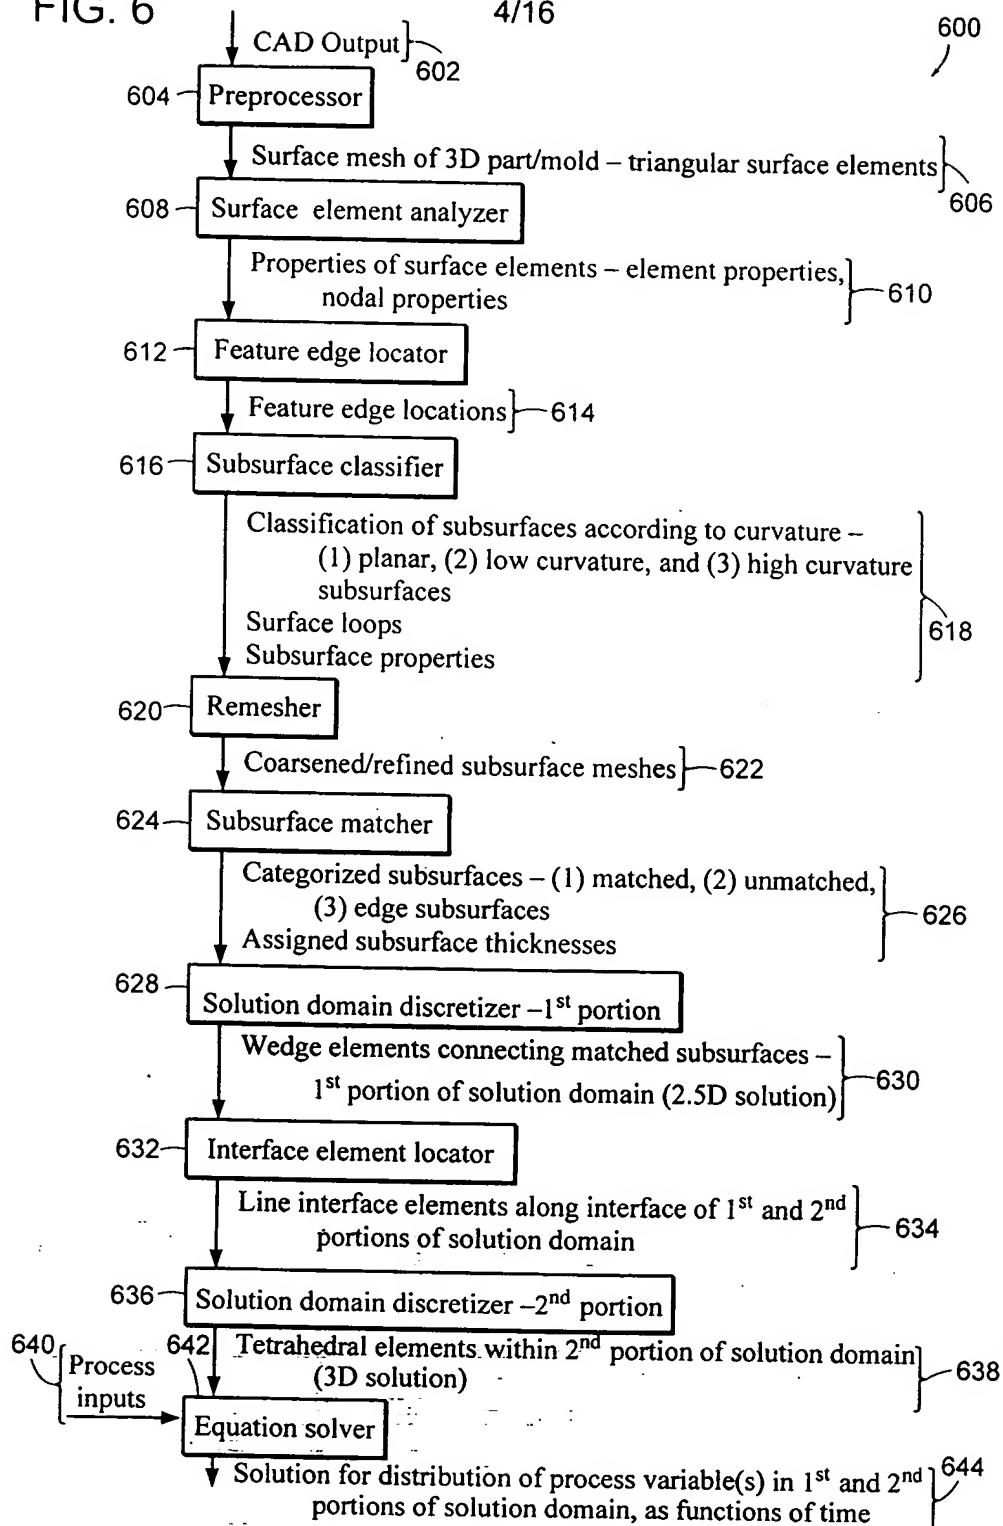 FIG. 6
4/16
600
CAD Output
602
604
Preprocessor
Surface mesh of 3D part/mold – triangular surface elements
606
608
Surface element analyzer
Properties of surface elements – element properties,
nodal properties
610
612
Feature edge locator
Feature edge locations
614
616
Subsurface classifier
Classification of subsurfaces according to curvature –
(1) planar, (2) low curvature, and (3) high curvature
subsurfaces
Surface loops
Subsurface properties
618
620
Remesher
Coarsened/refined subsurface meshes
622
624
Subsurface matcher
Categorized subsurfaces – (1) matched, (2) unmatched,
(3) edge subsurfaces
Assigned subsurface thicknesses
626
628
Solution domain discretizer –1st portion
Wedge elements connecting matched subsurfaces –
1st portion of solution domain (2.5D solution)
630
632
Interface element locator
Line interface elements along interface of 1st and 2nd
portions of solution domain
634
636
Solution domain discretizer –2nd portion
Tetrahedral elements within 2nd portion of solution domain
(3D solution)
638
640
Process
inputs
642
Equation solver
Solution for distribution of process variable(s) in 1st and 2nd
portions of solution domain, as functions of time
644